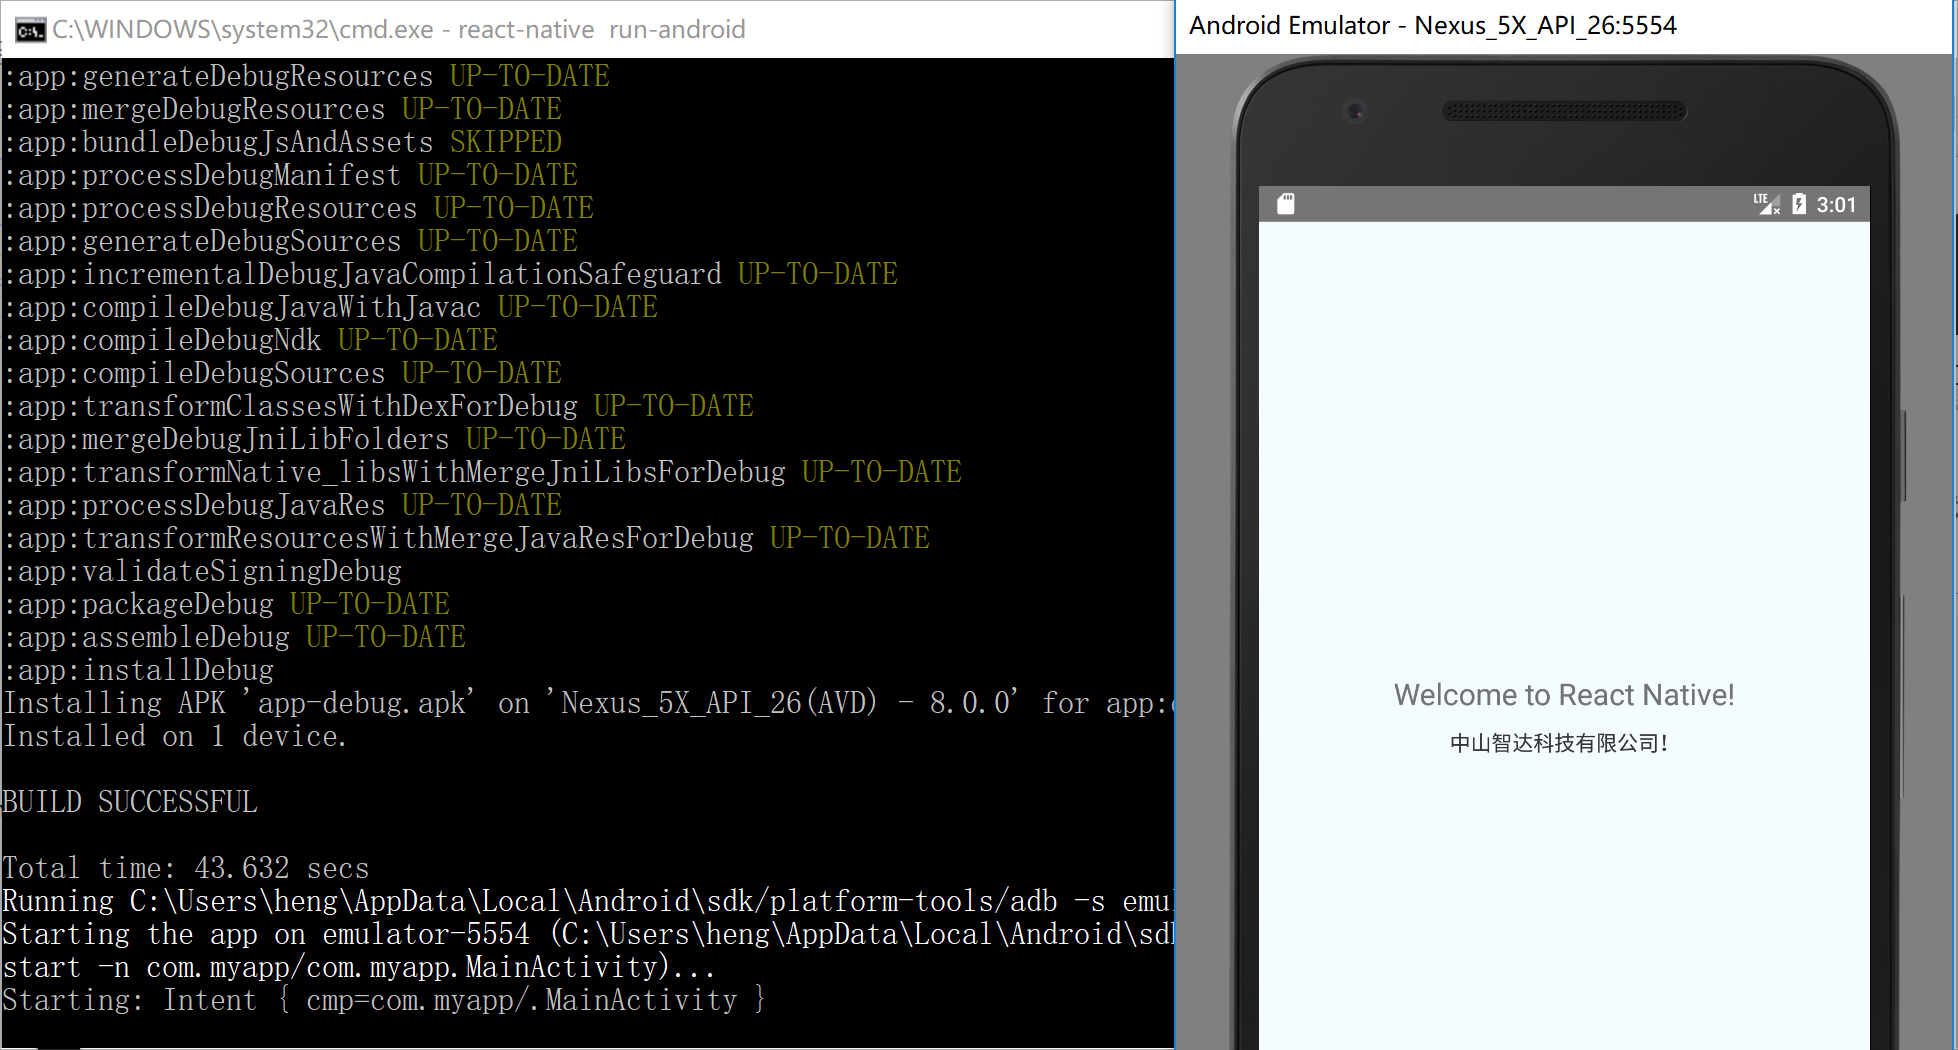 C:\WINDOWS\system32\cmd.exe - react-native  run-android
:app:generateDebugResources UP-TO-DATE
:app:mergeDebugResources UP-TO-DATE
:app:bundleDebugJsAndAssets SKIPPED
:app:processDebugManifest UP-TO-DATE
:app:processDebugResources UP-TO-DATE
:app:generateDebugSources UP-TO-DATE
:app:incrementalDebugJavaCompilationSafeguard UP-TO-DATE
:app:compileDebugJavaWithJavac UP-TO-DATE
:app:compileDebugNdk UP-TO-DATE
:app:compileDebugSources UP-TO-DATE
:app:transformClassesWithDexForDebug UP-TO-DATE
:app:mergeDebugJniLibFolders UP-TO-DATE
:app:transformNative_libsWithMergeJniLibsForDebug UP-TO-DATE
:app:processDebugJavaRes UP-TO-DATE
:app:transformResourcesWithMergeJavaResForDebug UP-TO-DATE
:app:validateSigningDebug
:app:packageDebug UP-TO-DATE
:app:assembleDebug UP-TO-DATE
:app:installDebug
Installing APK 'app-debug.apk' on 'Nexus_5X_API_26(AVD) - 8.0.0' for app:
Installed on 1 device.
BUILD SUCCESSFUL
Total time: 43.632 secs
Running C:\Users\heng\AppData\Local\Android\sdk/platform-tools/adb -s emu
Starting the app on emulator-5554 (C:\Users\heng\AppData\Local\Android\sd
start -n com.myapp/com.myapp.MainActivity)...
Starting: Intent { cmp=com.myapp/.MainActivity }
Android Emulator - Nexus_5X_API_26:5554
LTE 3:01
Welcome to React Native!
中山智达科技有限公司!